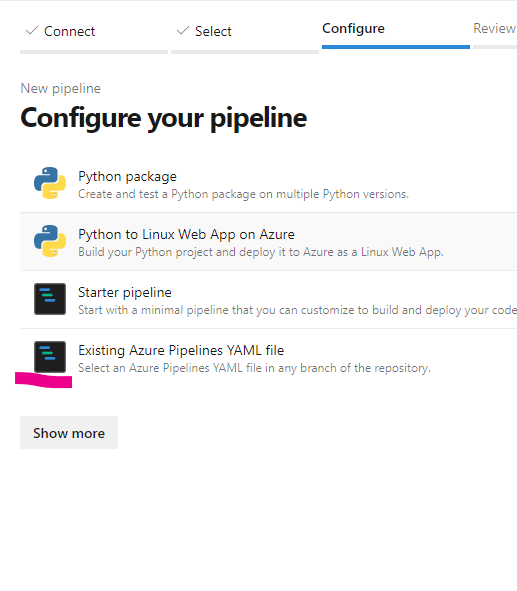 Connect
Select
Configure
Review
New pipeline
Configure your pipeline
Python package
Create and test a Python package on multiple Python versions.
Python to Linux Web App on Azure
Build your Python project and deploy it to Azure as a Linux Web App.
Starter pipeline
Start with a minimal pipeline that you can customize to build and deploy your code
Existing Azure Pipelines YAML file
Select an Azure Pipelines YAML file in any branch of the repository.
Show more